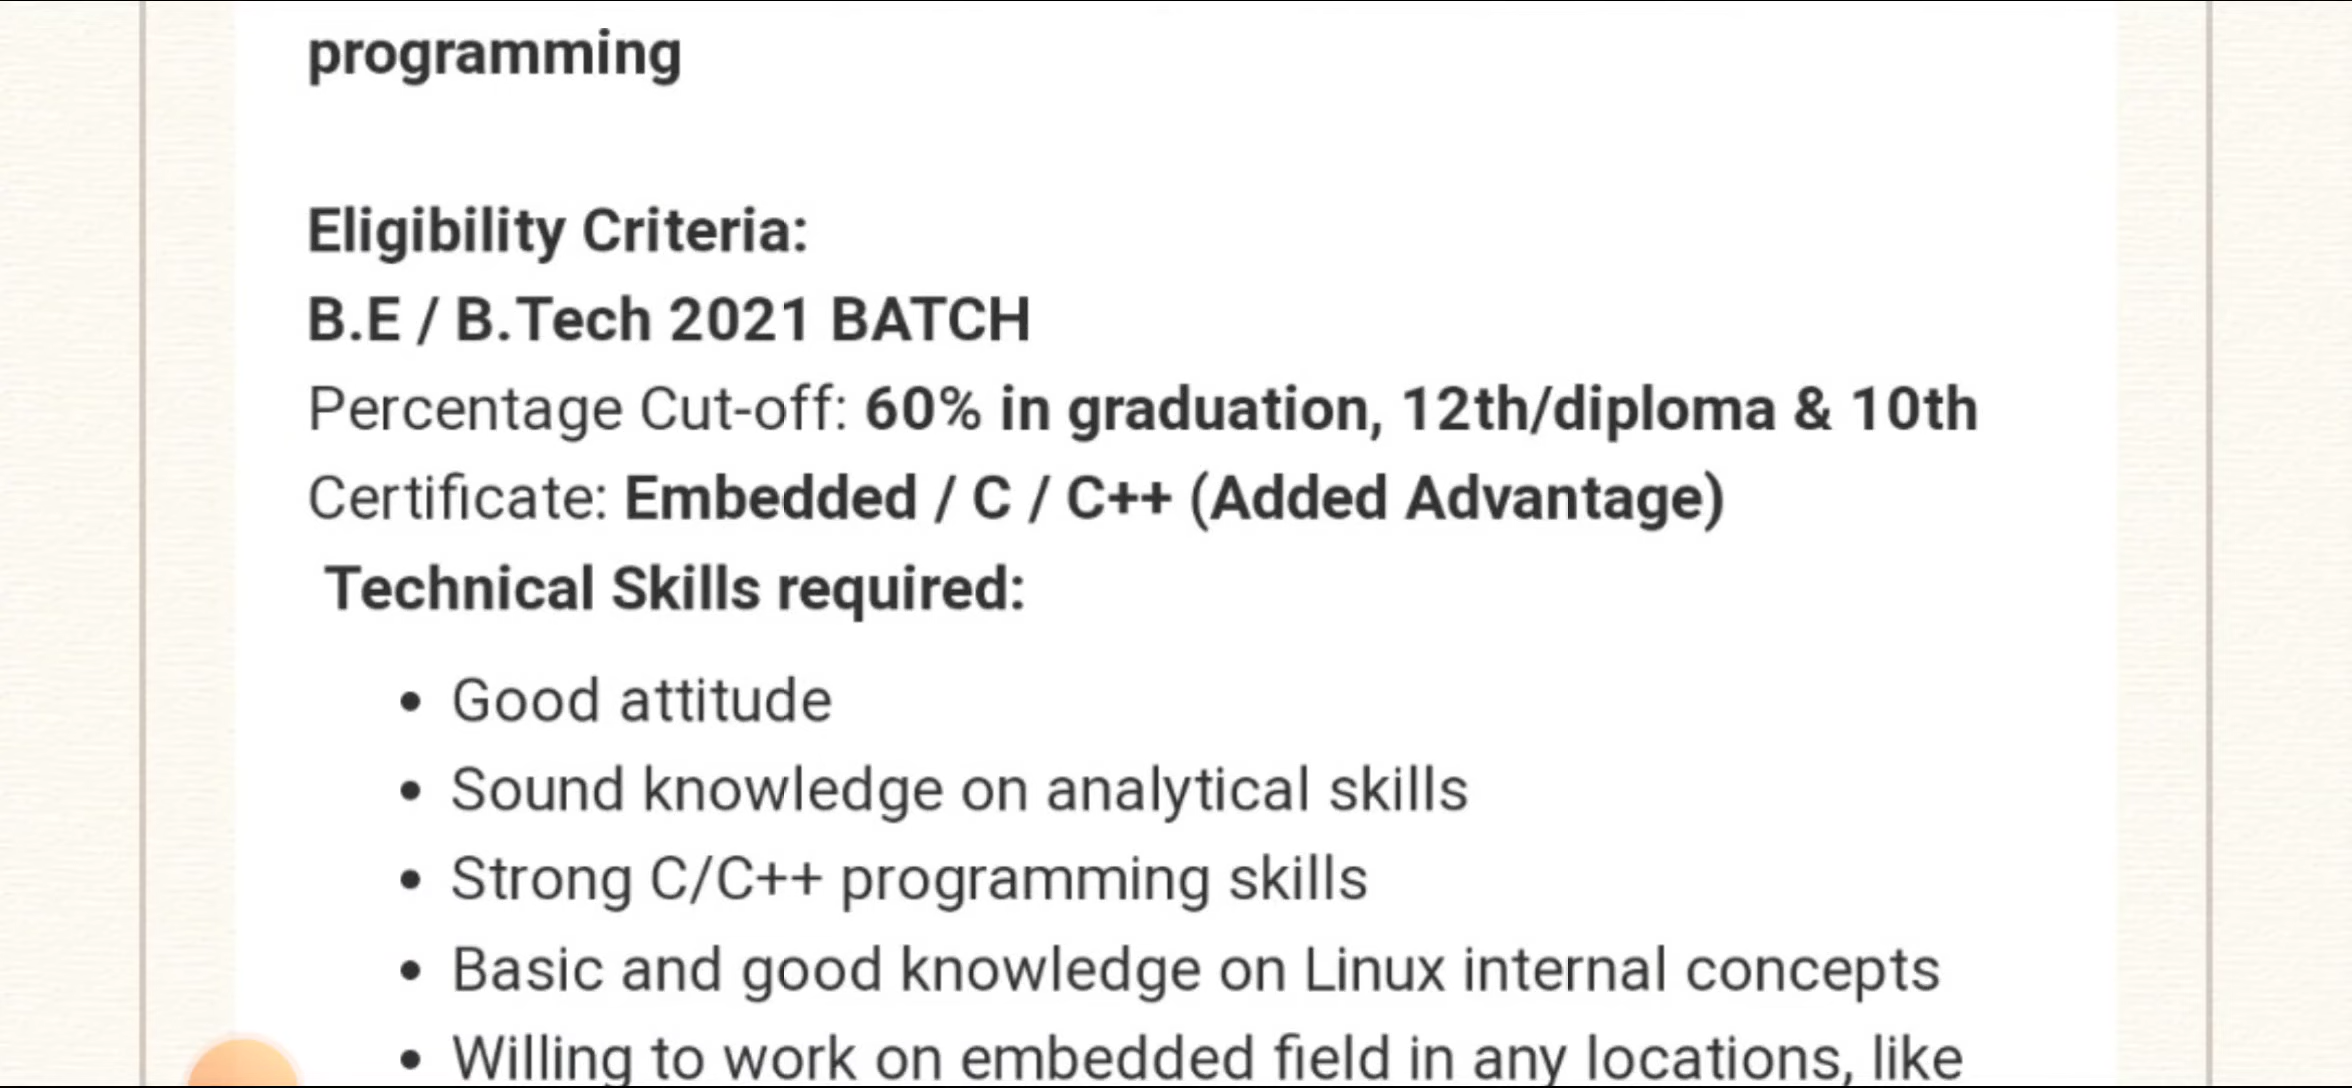 programming
Eligibility Criteria:
B.E / B.Tech 2021 BATCH
Percentage Cut-off: 60% in graduation, 12th/diploma & 10th
Certificate: Embedded / C / C++ (Added Advantage)
Technical Skills required:
• Good attitude
• Sound knowledge on analytical skills
• Strong C/C++ programming skills
• Basic and good knowledge on Linux internal concepts
• Willing to work on embedded field in any locations, like